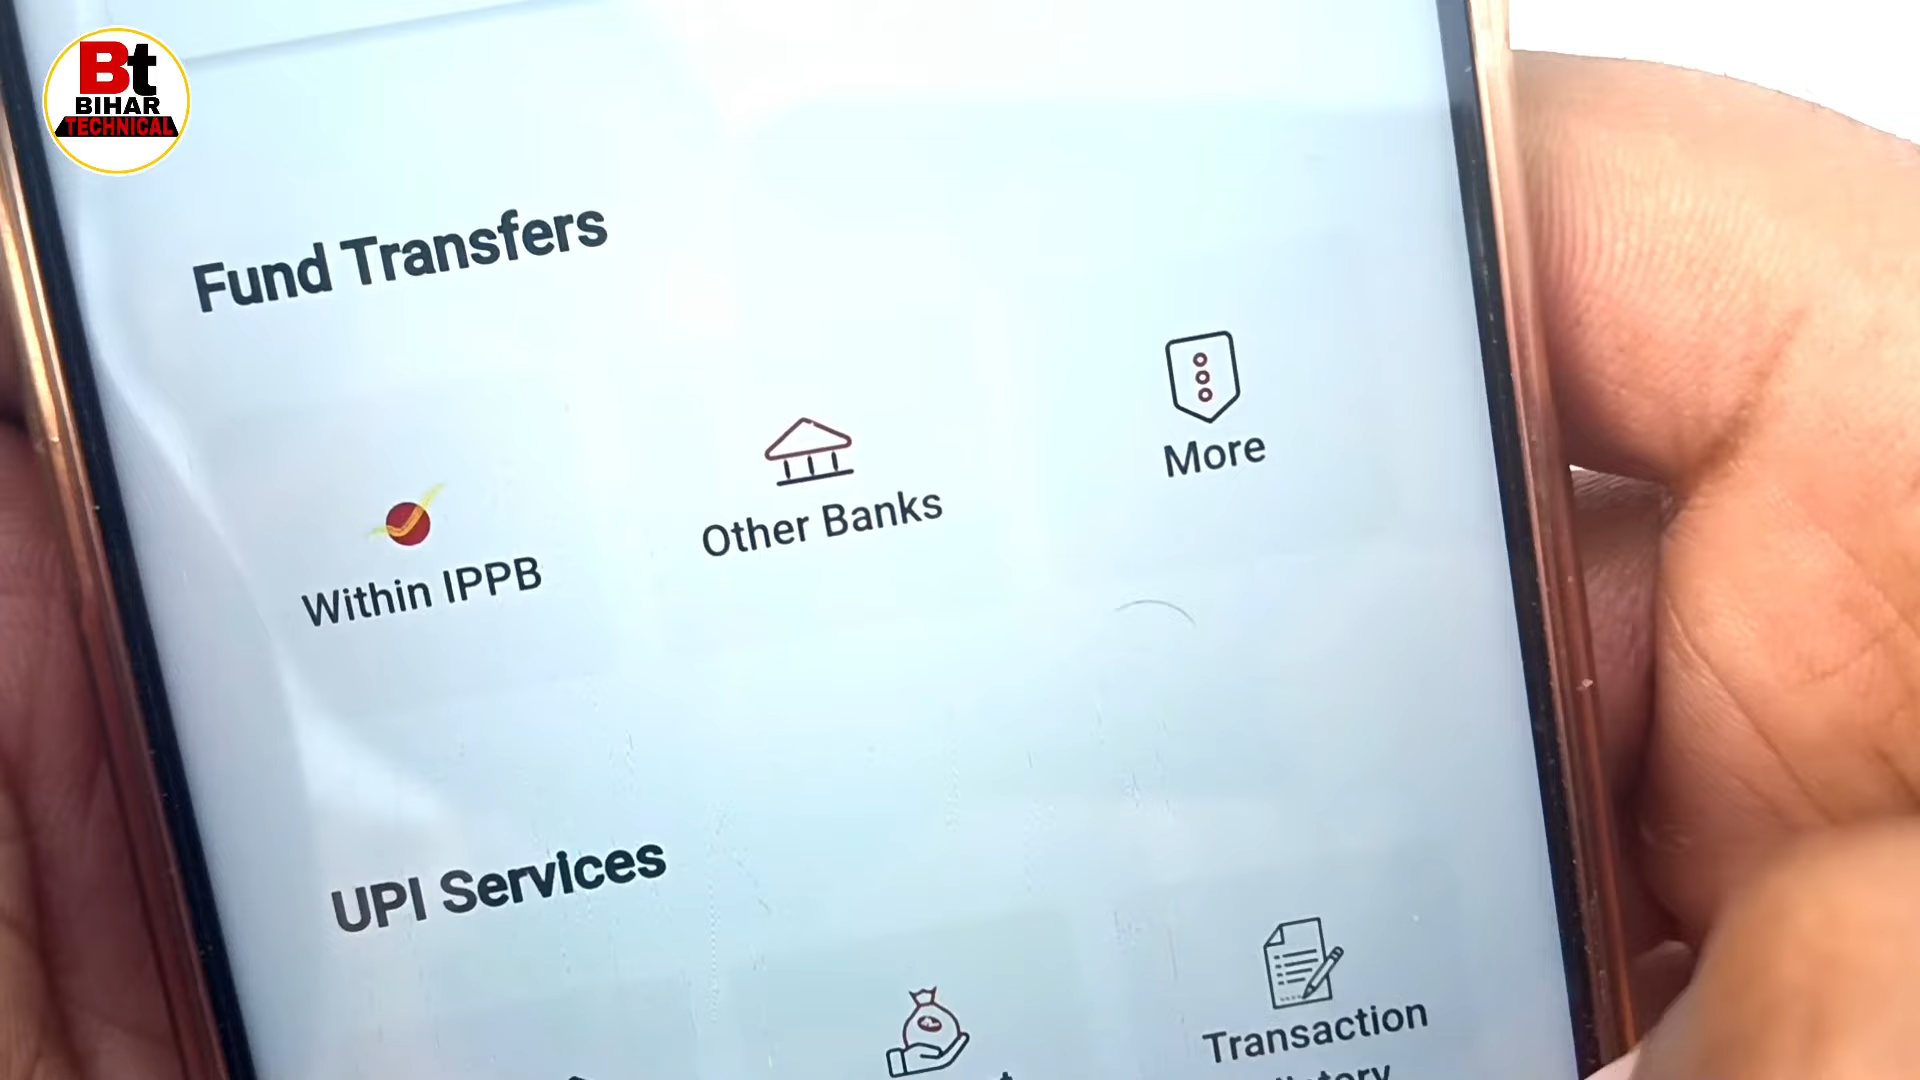 Bt
BIHAR
TECHNICAL
Fund Transfers
Within IPPB
Other Banks
More
UPI Services
Transaction